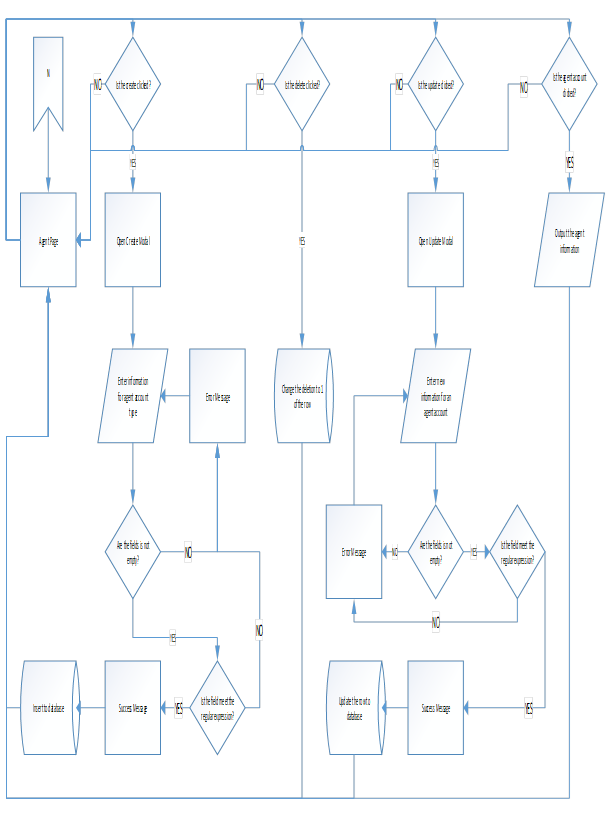 N
NO
Is the create clicked?
NO
Is the delete clicked?
NO
Is the update clicked?
NO
Is the agent account
clicked?
YES
YES
YES
Agent Page
Open Create Modal
YES
Open Update Modal
Output the agent
information
Enter information
for agent account
type
Error Message
Change the deletion to 1
of the row
Enter new
information for an
agent account
Are the fields is not
empty?
NO
Error Message
NO
Are the fields is not
empty?
YES
Is the field meet the
regular expression?
YES
NO
NO
Insert to database
Success Message
YES
Is the field meet the
regular expression?
Update the row to
database
Success Message
YES